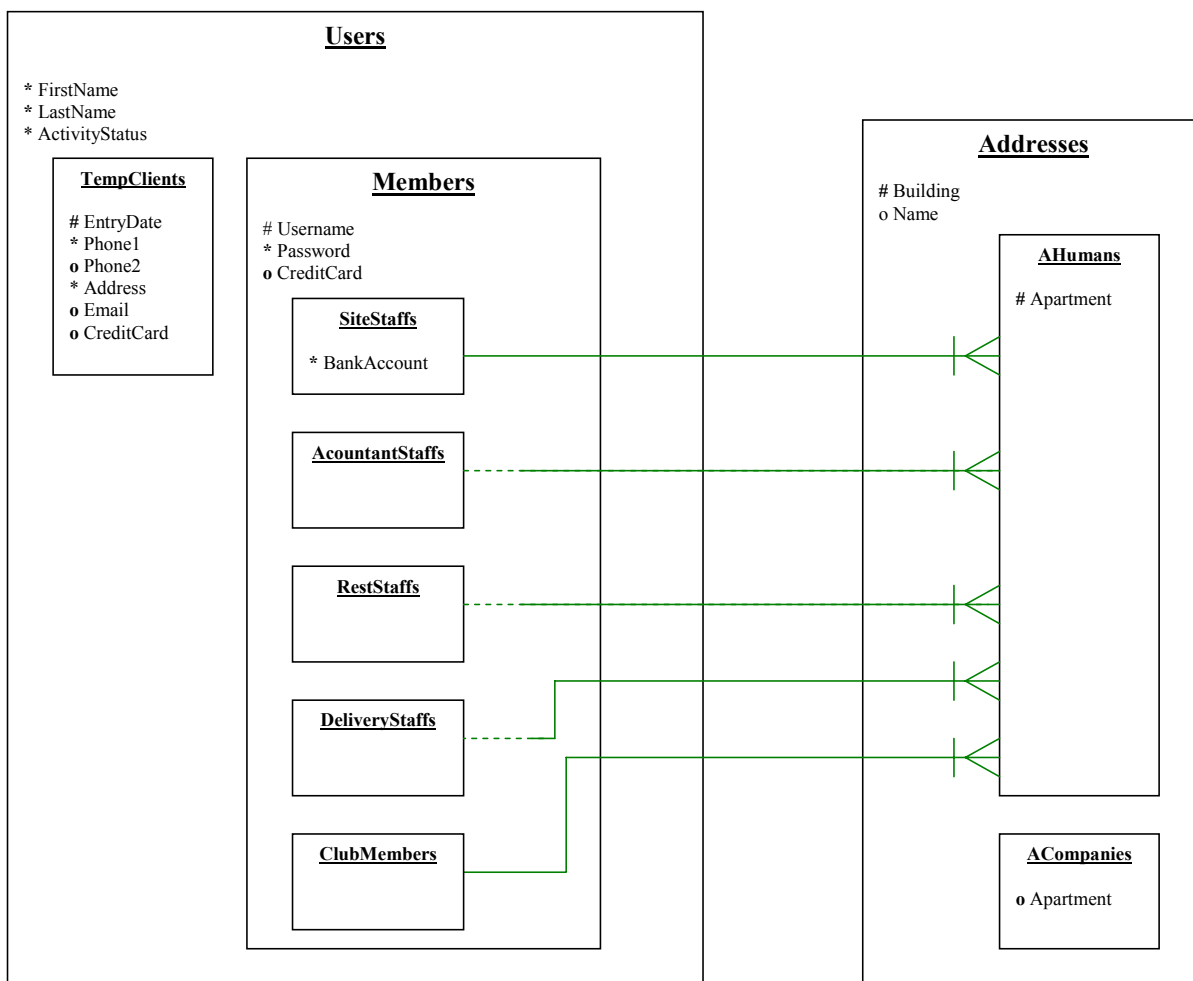 Users
* FirstName
* LastName
* ActivityStatus
TempClients
# EntryDate
* Phone1
o Phone2
* Address
o Email
o CreditCard
Members
# Username
* Password
o CreditCard
SiteStaffs
* BankAccount
AcountantStaffs
RestStaffs
DeliveryStaffs
ClubMembers
Addresses
# Building
o Name
AHumans
# Apartment
ACompanies
o Apartment